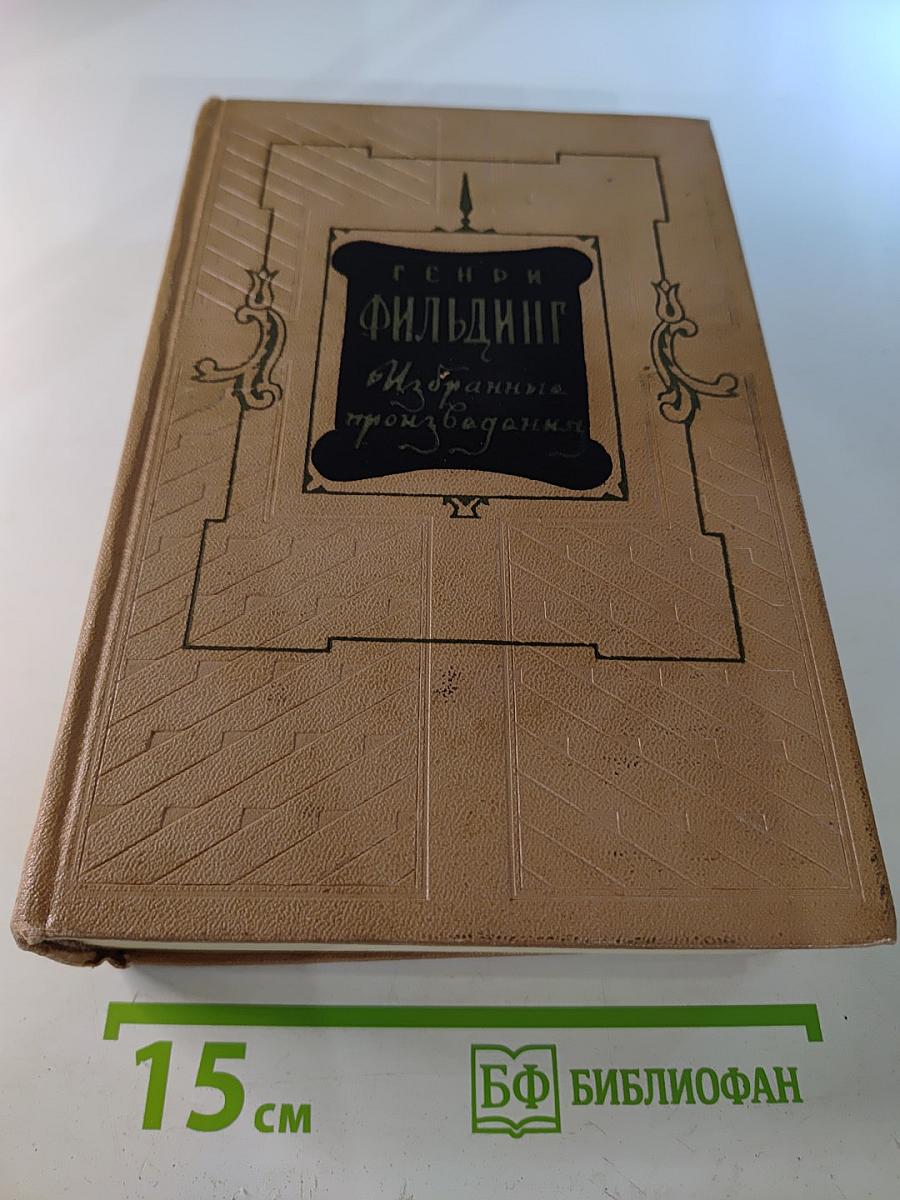 ГЕНРИ
ФИЛЬДИНГ
Избранные
произведения
15 см
БФ БИБЛИОФАН